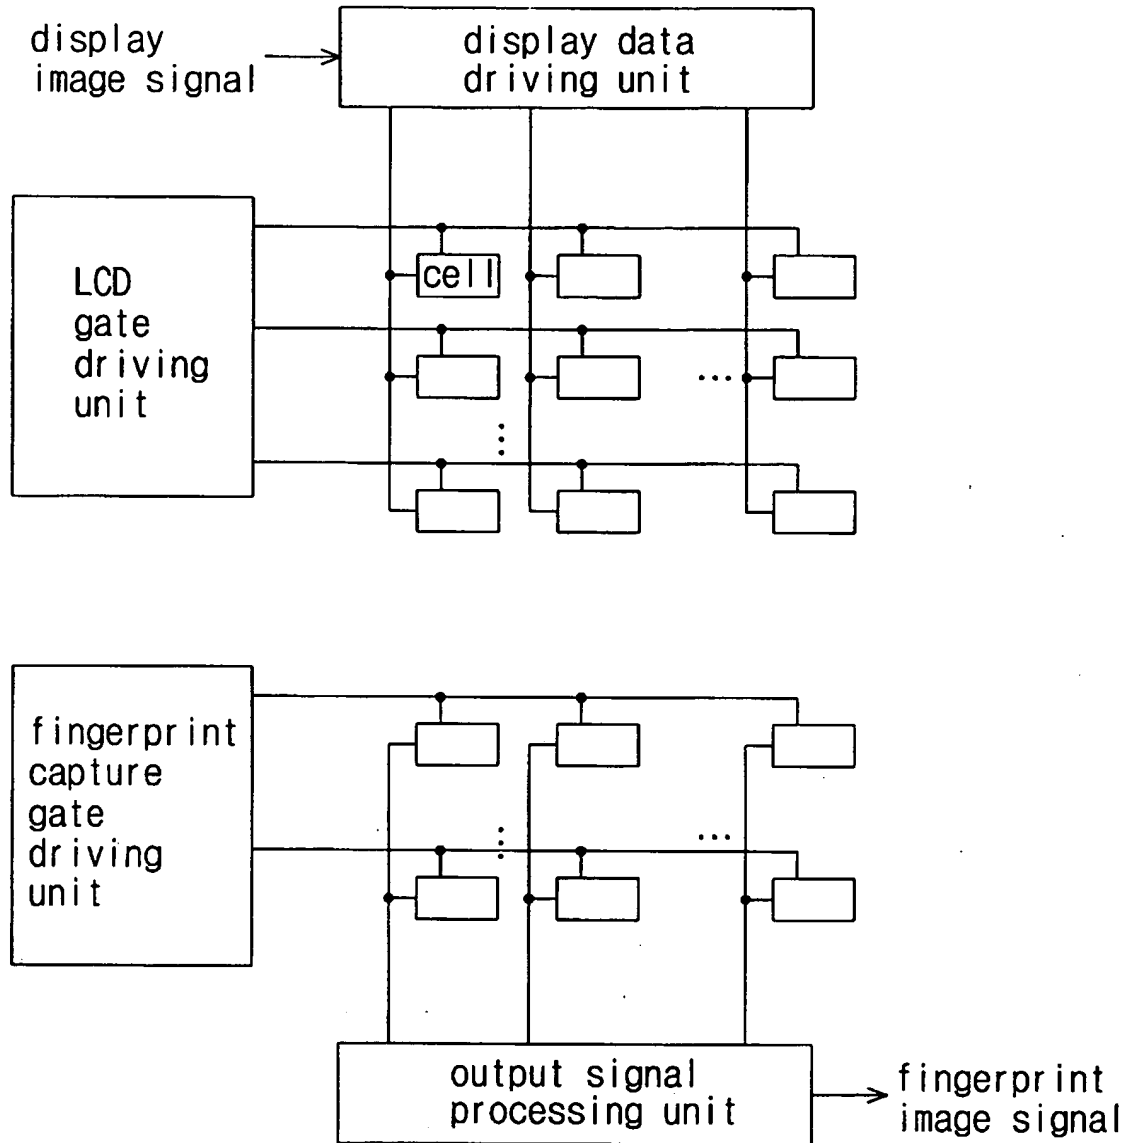 display
image signal
display data
driving unit
LCD
gate
driving
unit
cell
fingerprint
capture
gate
driving
unit
output signal
processing unit
fingerprint
image signal